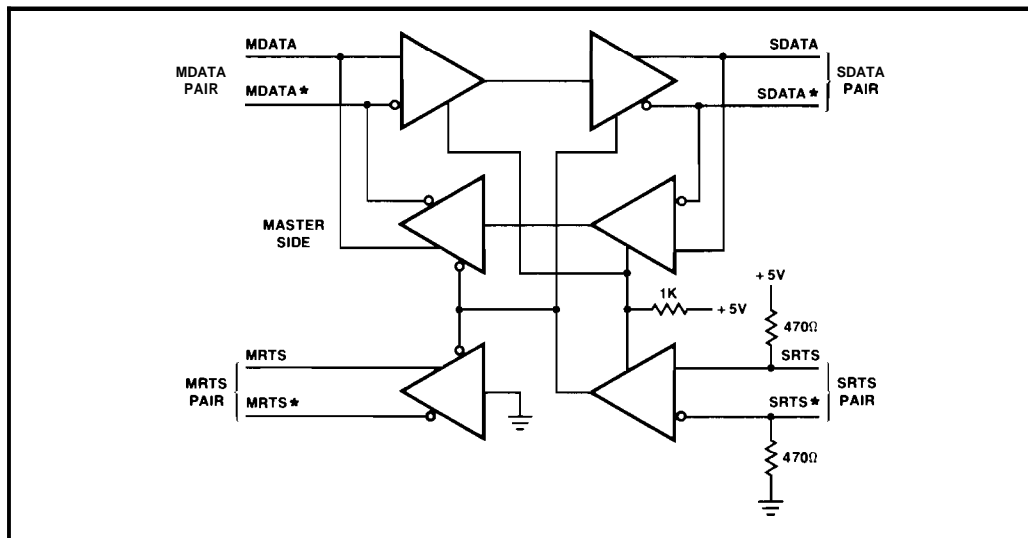 MDATA
SDATA
MDATA
PAIR
MDATA*
SDATA
PAIR
SDATA*
MASTER
SIDE
+5V
1K
+5V
470Ω
MRTS
SRTS
MRTS
PAIR
MRTS*
SRTS
PAIR
SRTS*
470Ω